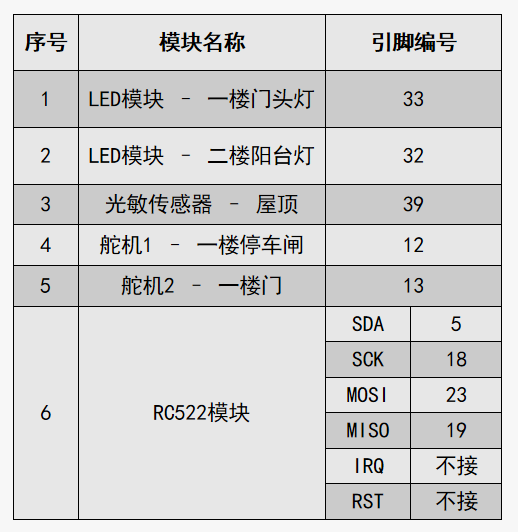 序号 模块名称 引脚编号
1 LED模块 – 一楼门头灯 33
2 LED模块 – 二楼阳台灯 32
3 光敏传感器 – 屋顶 39
4 舵机1 – 一楼停车闸 12
5 舵机2 – 一楼门 13
6 RC522模块 SDA 5
SCK 18
MOSI 23
MISO 19
IRQ 不接
RST 不接